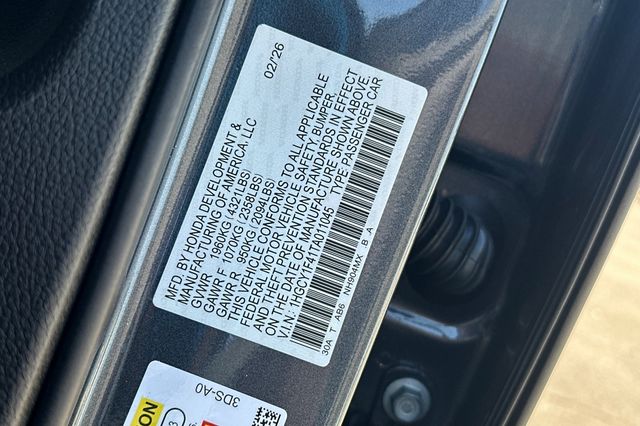 MFD. BY HONDA DEVELOPMENT & 02/'26
MANUFACTURING OF AMERICA, LLC
GVWR 1960KG (4321LBS)
GAWR F 1070KG (2358LBS)
GAWR R 950KG (2094LBS)
THIS VEHICLE CONFORMS TO ALL APPLICABLE
FEDERAL MOTOR VEHICLE SAFETY, BUMPER,
AND THEFT PREVENTION STANDARDS IN EFFECT
ON THE DATE OF MANUFACTURE SHOWN ABOVE.
V.I.N.: 1HGCY1F41TA011045 TYPE: PASSENGER CAR
30A T AB6 NH904MX B A
3DS-A0